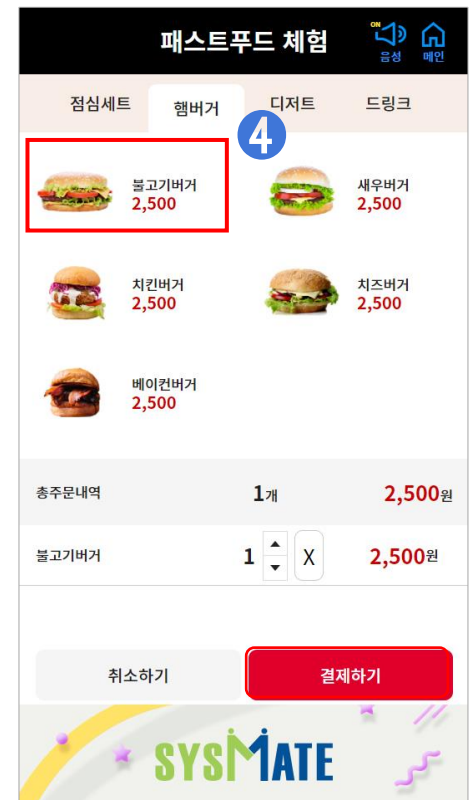 패스트푸드 체험
ON
음성
메인
점심세트 햄버거 디저트 드링크
4
불고기버거
2,500
새우버거
2,500
치킨버거
2,500
치즈버거
2,500
베이컨버거
2,500
총주문내역 1개 2,500원
불고기버거 1 X 2,500원
취소하기 결제하기
SYSMATE